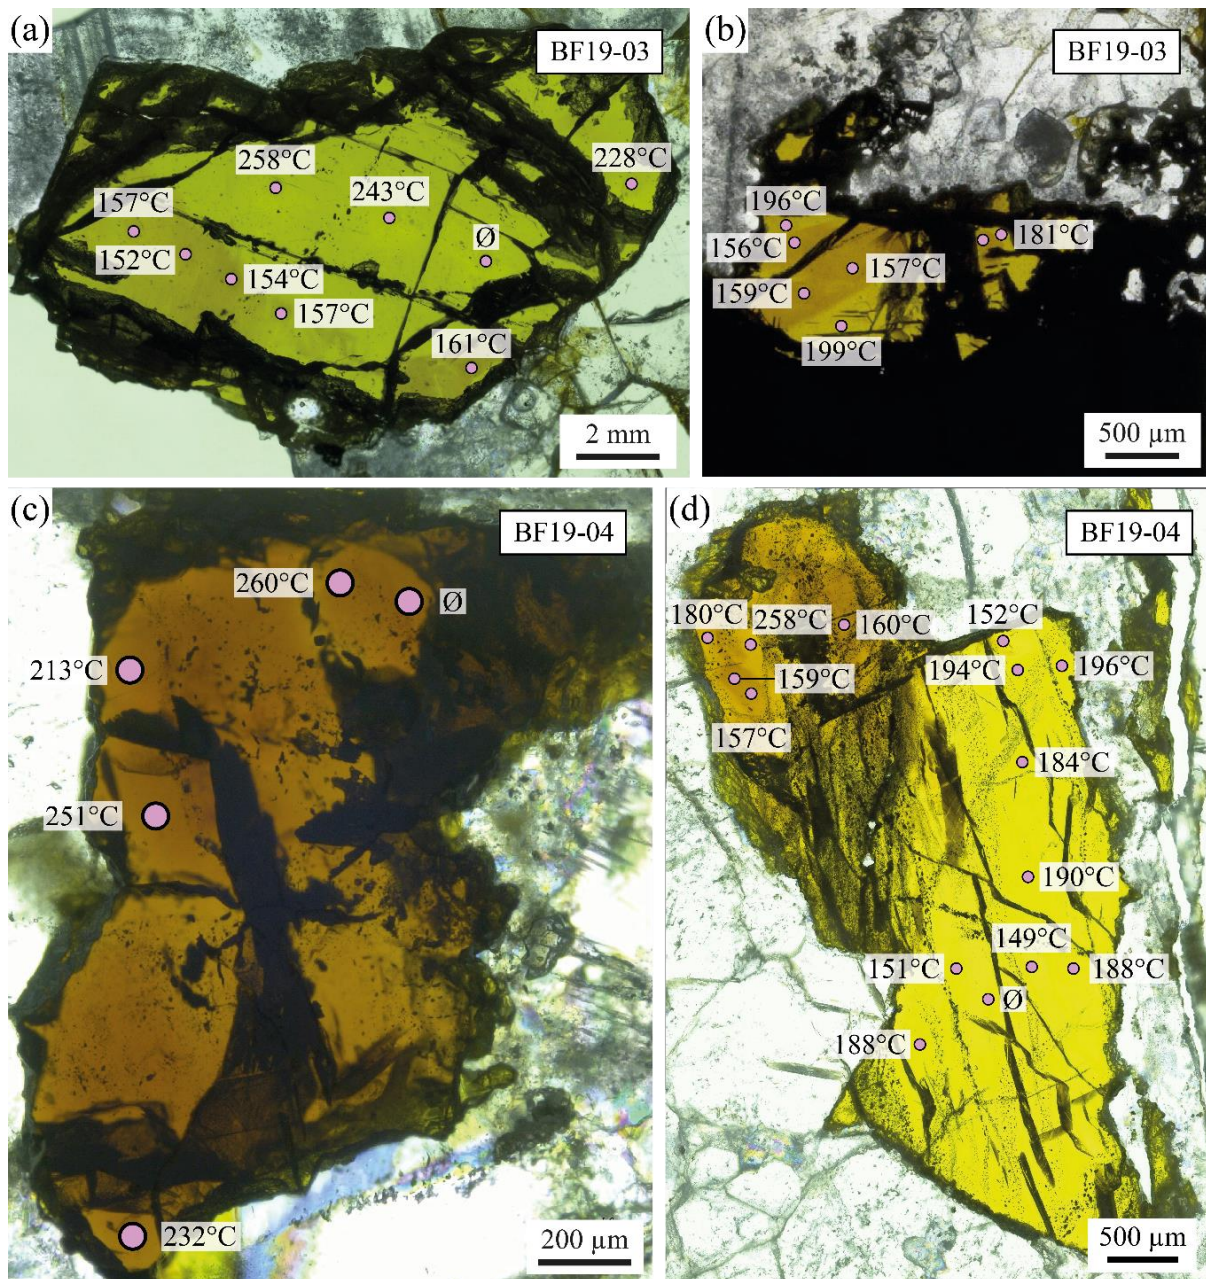 (a)
BF19-03
258°C
228°C
243°C
157°C
Ø
152°C
154°C
157°C
161°C
2 mm
(b)
BF19-03
196°C
181°C
156°C
157°C
159°C
199°C
500 µm
(c)
BF19-04
260°C
Ø
213°C
251°C
232°C
200 µm
(d)
BF19-04
152°C
180°C
258°C
160°C
194°C
196°C
159°C
157°C
184°C
190°C
149°C
151°C
188°C
Ø
188°C
500 µm